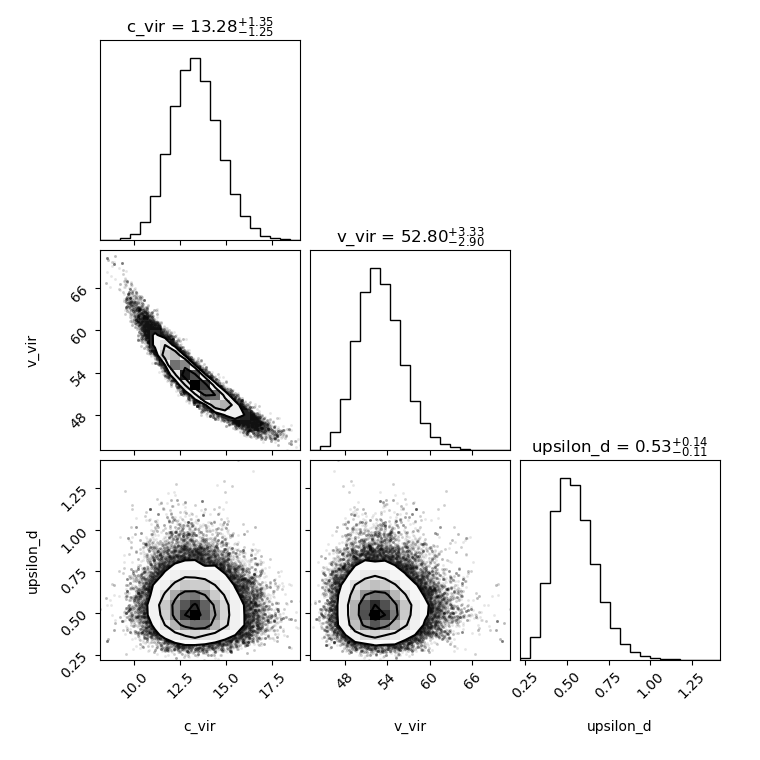 c_vir = 13.28+1.35−1.25
v_vir = 52.80+3.33−2.90
upsilon_d = 0.53+0.14−0.11
v_vir
66
60
54
48
upsilon_d
1.25
1.00
0.75
0.50
0.25
10.0 12.5 15.0 17.5
48 54 60 66
0.25 0.50 0.75 1.00 1.25
c_vir
v_vir
upsilon_d